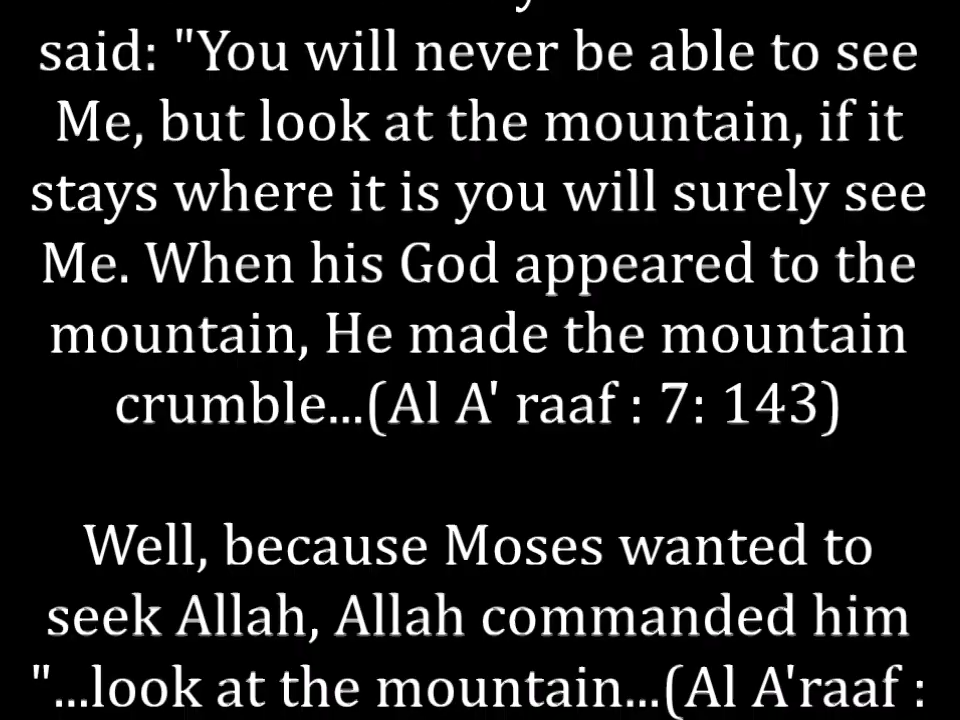 said: "You will never be able to see
Me, but look at the mountain, if it
stays where it is you will surely see
Me. When his God appeared to the
mountain, He made the mountain
crumble...(Al A' raaf : 7: 143)
Well, because Moses wanted to
seek Allah, Allah commanded him
"...look at the mountain...(Al A'raaf :